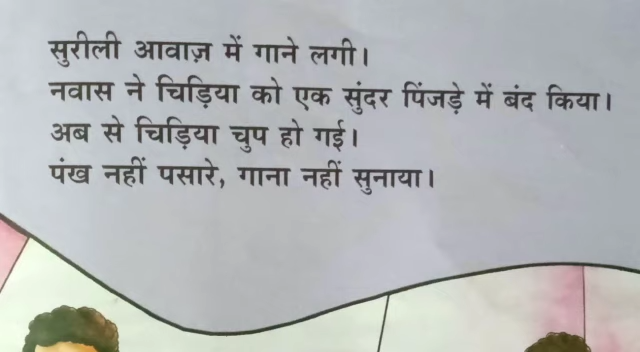 सुरीली आवाज़ में गाने लगी।
नवास ने चिड़िया को एक सुंदर पिंजड़े में बंद किया।
अब से चिड़िया चुप हो गई।
पंख नहीं पसारे, गाना नहीं सुनाया।